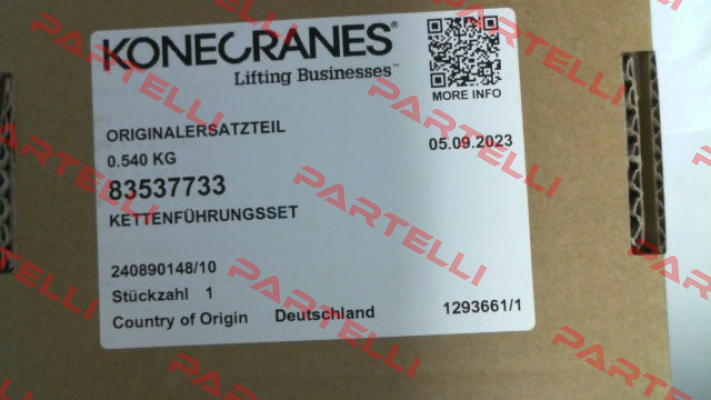 KONECRANES®
Lifting Businesses™
MORE INFO
ORIGINALERSATZTEIL
05.09.2023
0.540 KG
83537733
KETTENFÜHRUNGSSET
240890148/10
Stückzahl 1
Country of Origin Deutschland
1293661/1
PARTELLI
PARTELLI
PARTELLI
PARTELLI
PARTELLI
PARTELLI